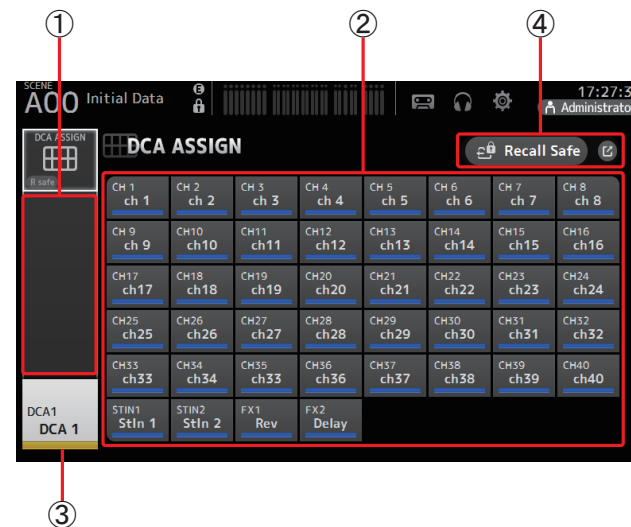 ① ② ④
SCENE
A00 Initial Data E 17:27:3
Administrato
DCA ASSIGN
R safe
DCA ASSIGN Recall Safe
CH 1 CH 2 CH 3 CH 4 CH 5 CH 6 CH 7 CH 8
ch 1 ch 2 ch 3 ch 4 ch 5 ch 6 ch 7 ch 8
CH 9 CH10 CH11 CH12 CH13 CH14 CH15 CH16
ch 9 ch10 ch11 ch12 ch13 ch14 ch15 ch16
CH17 CH18 CH19 CH20 CH21 CH22 CH23 CH24
ch17 ch18 ch19 ch20 ch21 ch22 ch23 ch24
CH25 CH26 CH27 CH28 CH29 CH30 CH31 CH32
ch25 ch26 ch27 ch28 ch29 ch30 ch31 ch32
CH33 CH34 CH35 CH36 CH37 CH38 CH39 CH40
ch33 ch34 ch33 ch36 ch37 ch38 ch39 ch40
STIN1 STIN2 FX1 FX2
StIn 1 StIn 2 Rev Delay
DCA1
DCA 1
③